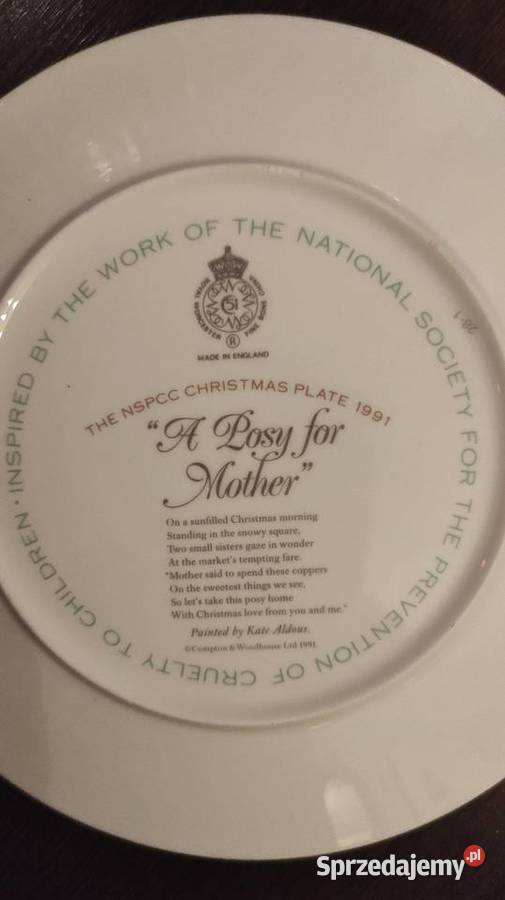 · INSPIRED BY THE WORK OF THE NATIONAL SOCIETY FOR THE PREVENTION OF CRUELTY TO CHILDREN
ROYAL WORCESTER FINE BONE CHINA
51
®
MADE IN ENGLAND
28-1
THE NSPCC CHRISTMAS PLATE 1991
"A Posy for
Mother"
On a sunfilled Christmas morning
Standing in the snowy square,
Two small sisters gaze in wonder
At the market's tempting fare.
"Mother said to spend these coppers
On the sweetest things we see,
So let's take this posy home
With Christmas love from you and me."
Painted by Kate Aldous.
©Compton & Woodhouse Ltd 1991.
Sprzedajemy.pl